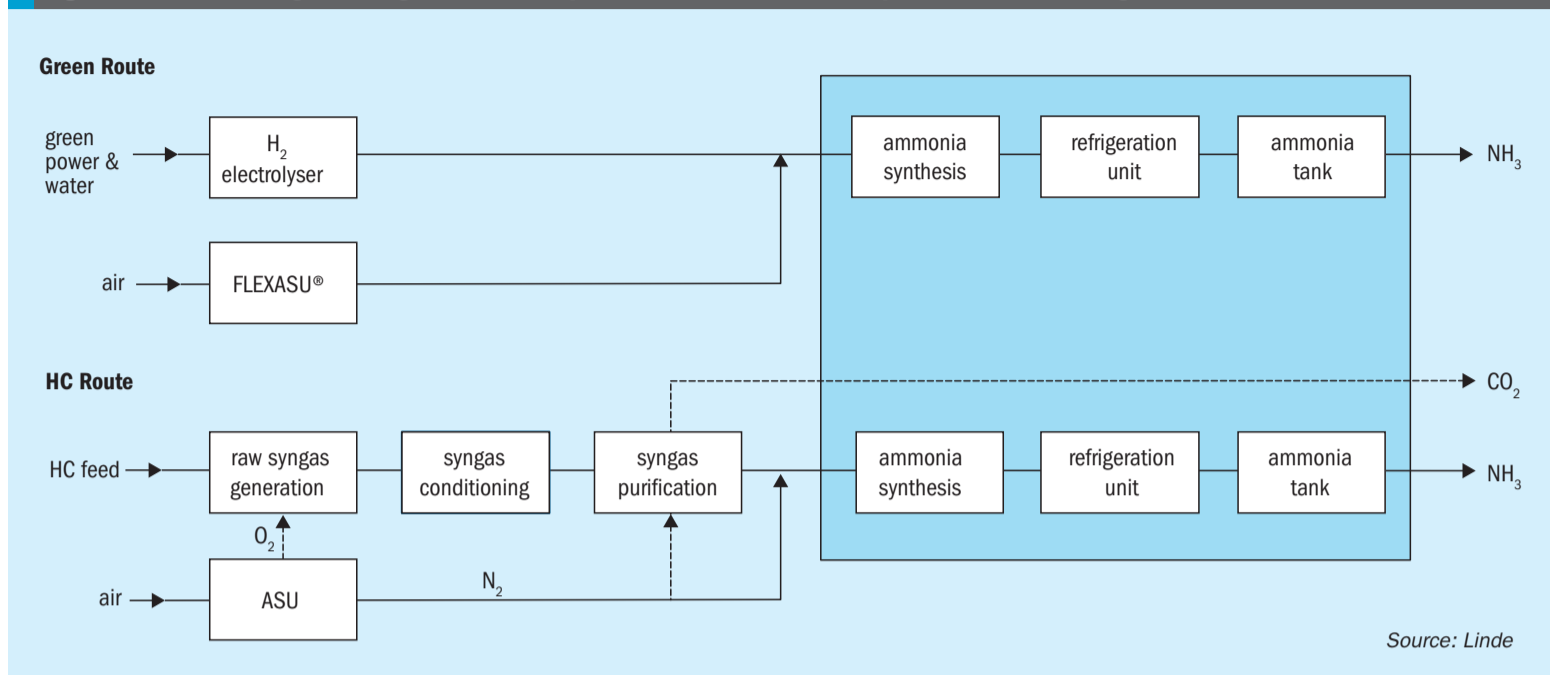 Green Route
green
power &
water
H₂
electrolyser
ammonia
synthesis
refrigeration
unit
ammonia
tank
NH₃
air
FLEXASU®
HC Route
CO₂
HC feed
raw syngas
generation
syngas
conditioning
syngas
purification
ammonia
synthesis
refrigeration
unit
ammonia
tank
NH₃
O₂
air
ASU
N₂
Source: Linde